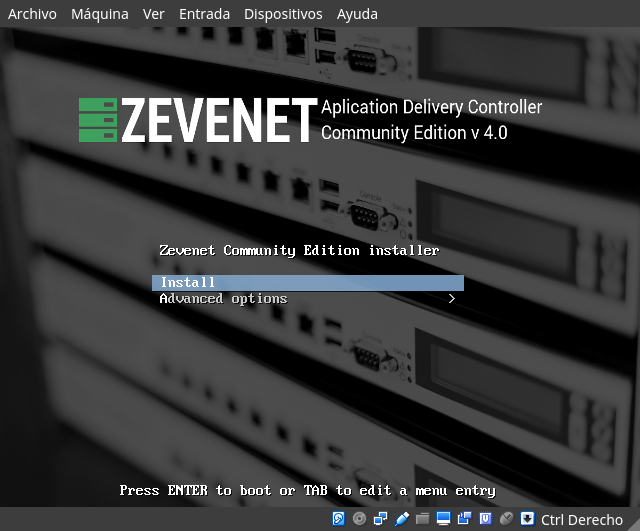 Archivo Máquina Ver Entrada Dispositivos Ayuda
ZEVENET
Aplication Delivery Controller
Community Edition v 4.0
Zevenet Community Edition installer
Install
Advanced options >
Press ENTER to boot or TAB to edit a menu entry
Ctrl Derecho